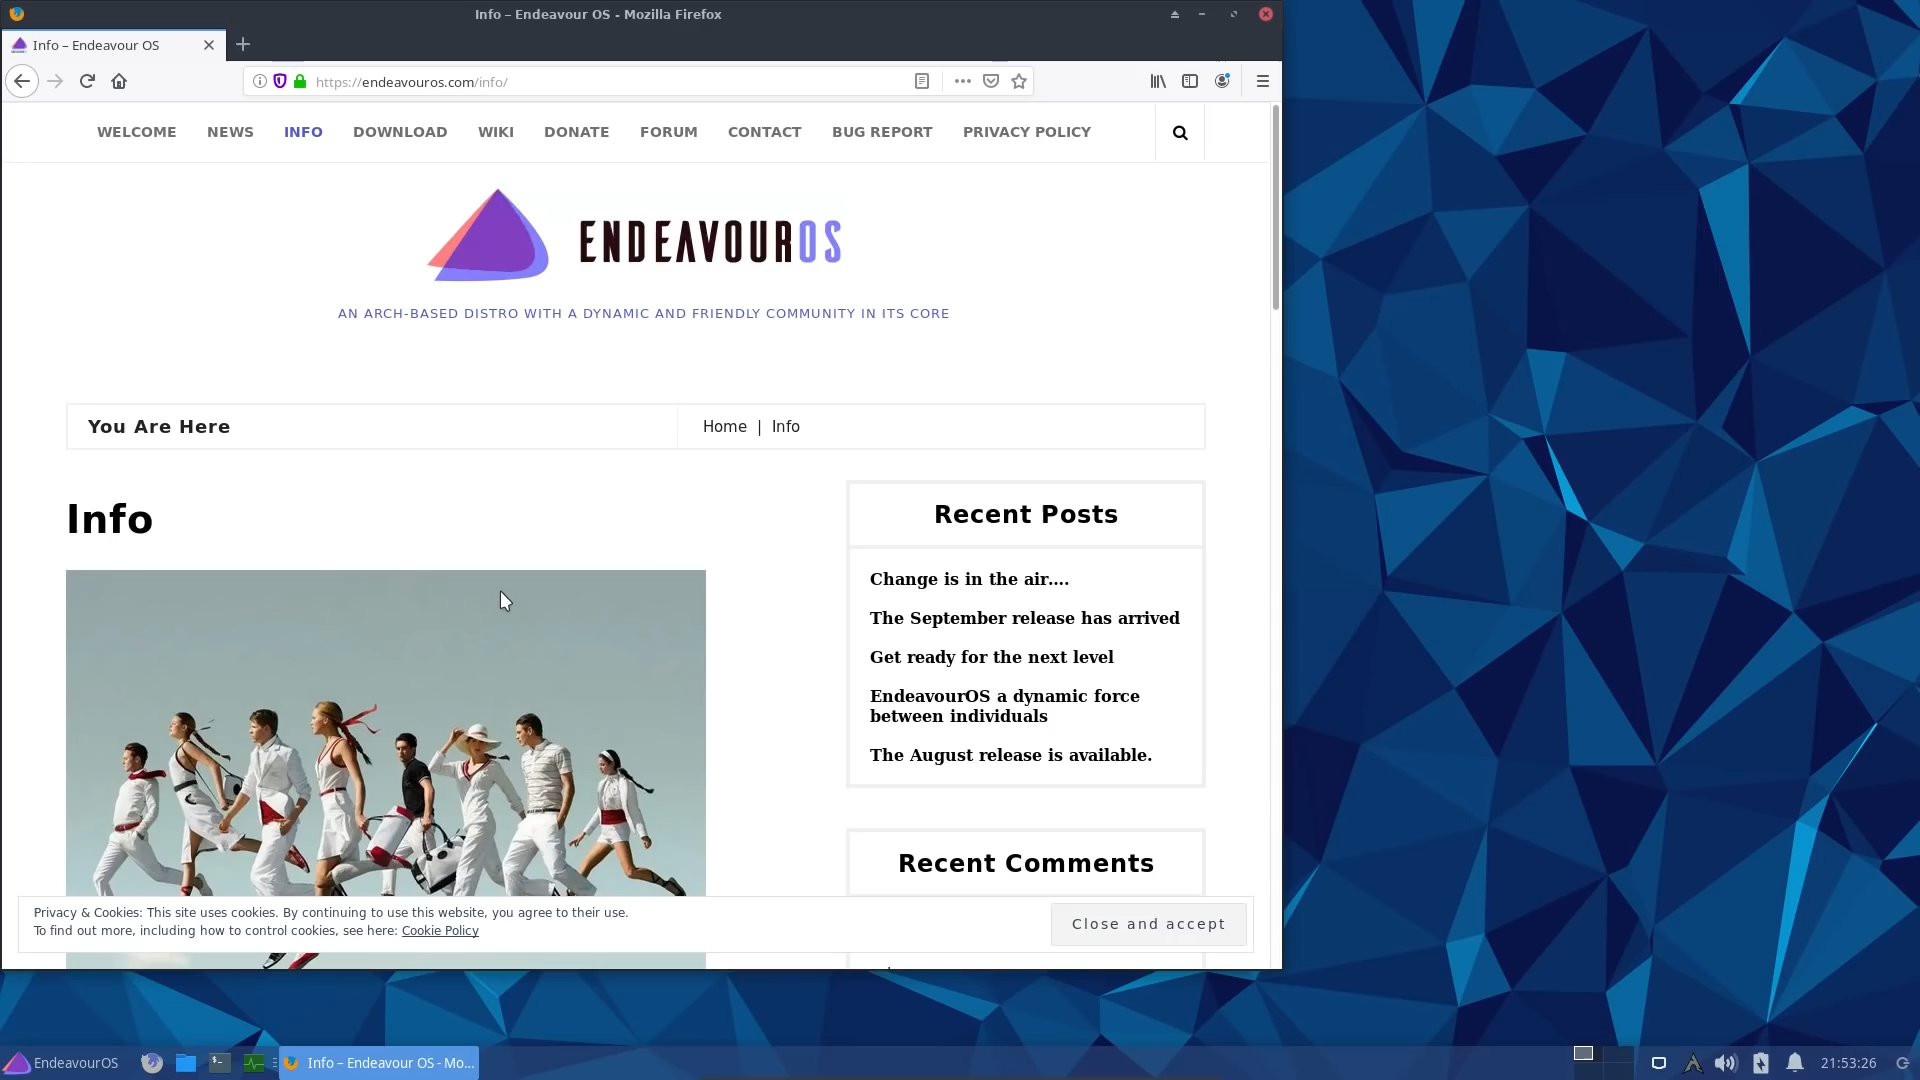 Info – Endeavour OS - Mozilla Firefox
Info – Endeavour OS
https://endeavouros.com/info/
WELCOME NEWS INFO DOWNLOAD WIKI DONATE FORUM CONTACT BUG REPORT PRIVACY POLICY
ENDEAVOUROS
AN ARCH-BASED DISTRO WITH A DYNAMIC AND FRIENDLY COMMUNITY IN ITS CORE
You Are Here
Home | Info
Info
Recent Posts
Change is in the air....
The September release has arrived
Get ready for the next level
EndeavourOS a dynamic force
between individuals
The August release is available.
Recent Comments
Privacy & Cookies: This site uses cookies. By continuing to use this website, you agree to their use.
To find out more, including how to control cookies, see here: Cookie Policy
Close and accept
EndeavourOS
Info – Endeavour OS - Mo...
21:53:26